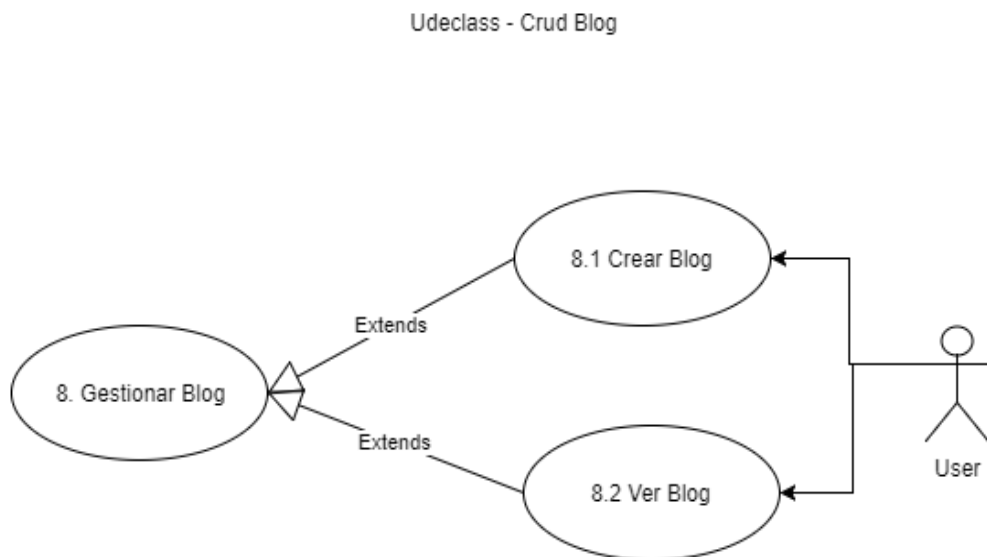 Udeclass - Crud Blog
8.1 Crear Blog
Extends
8. Gestionar Blog
Extends
User
8.2 Ver Blog